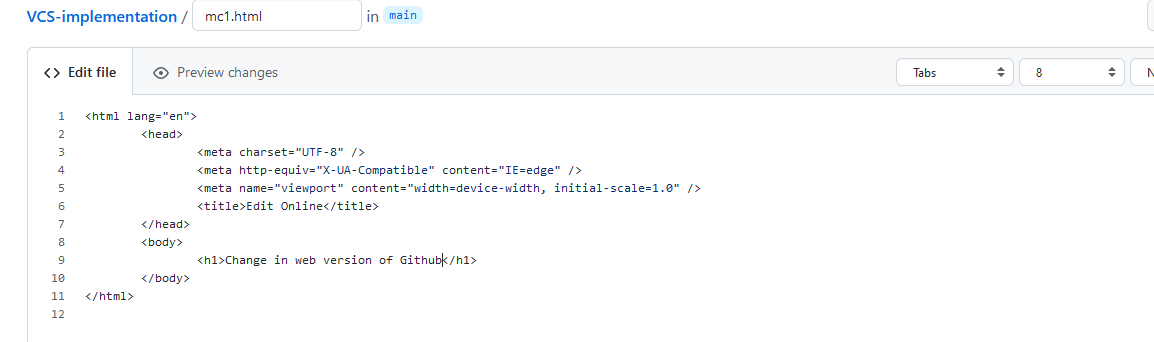 VCS-implementation / mc1.html in main
<> Edit file Preview changes Tabs 8 N
1 <html lang="en">
2 <head>
3 <meta charset="UTF-8" />
4 <meta http-equiv="X-UA-Compatible" content="IE=edge" />
5 <meta name="viewport" content="width=device-width, initial-scale=1.0" />
6 <title>Edit Online</title>
7 </head>
8 <body>
9 <h1>Change in web version of Github</h1>
10 </body>
11 </html>
12